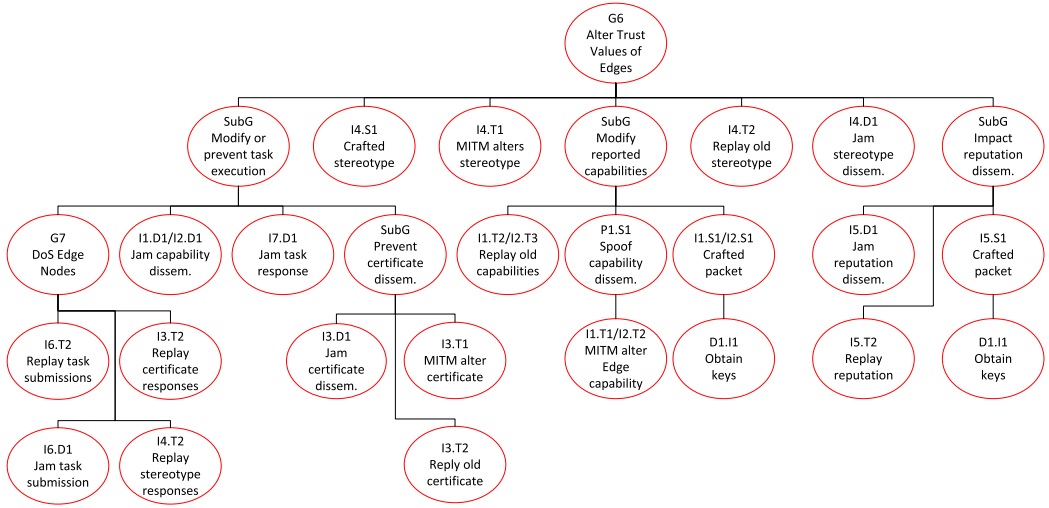 G6
Alter Trust
Values of
Edges
SubG
Modify or
prevent task
execution
I4.S1
Crafted
stereotype
I4.T1
MITM alters
stereotype
SubG
Modify
reported
capabilities
I4.T2
Replay old
stereotype
I4.D1
Jam
stereotype
dissem.
SubG
Impact
reputation
dissem.
G7
DoS Edge
Nodes
I1.D1/I2.D1
Jam capability
dissem.
I7.D1
Jam task
response
SubG
Prevent
certificate
dissem.
I1.T2/I2.T3
Replay old
capabilities
P1.S1
Spoof
capability
dissem.
I1.S1/I2.S1
Crafted
packet
I5.D1
Jam
reputation
dissem.
I5.S1
Crafted
packet
I6.T2
Replay task
submissions
I3.T2
Replay
certificate
responses
I3.D1
Jam
certificate
dissem.
I3.T1
MITM alter
certificate
I1.T1/I2.T2
MITM alter
Edge
capability
D1.I1
Obtain
keys
I5.T2
Replay
reputation
D1.I1
Obtain
keys
I6.D1
Jam task
submission
I4.T2
Replay
stereotype
responses
I3.T2
Reply old
certificate